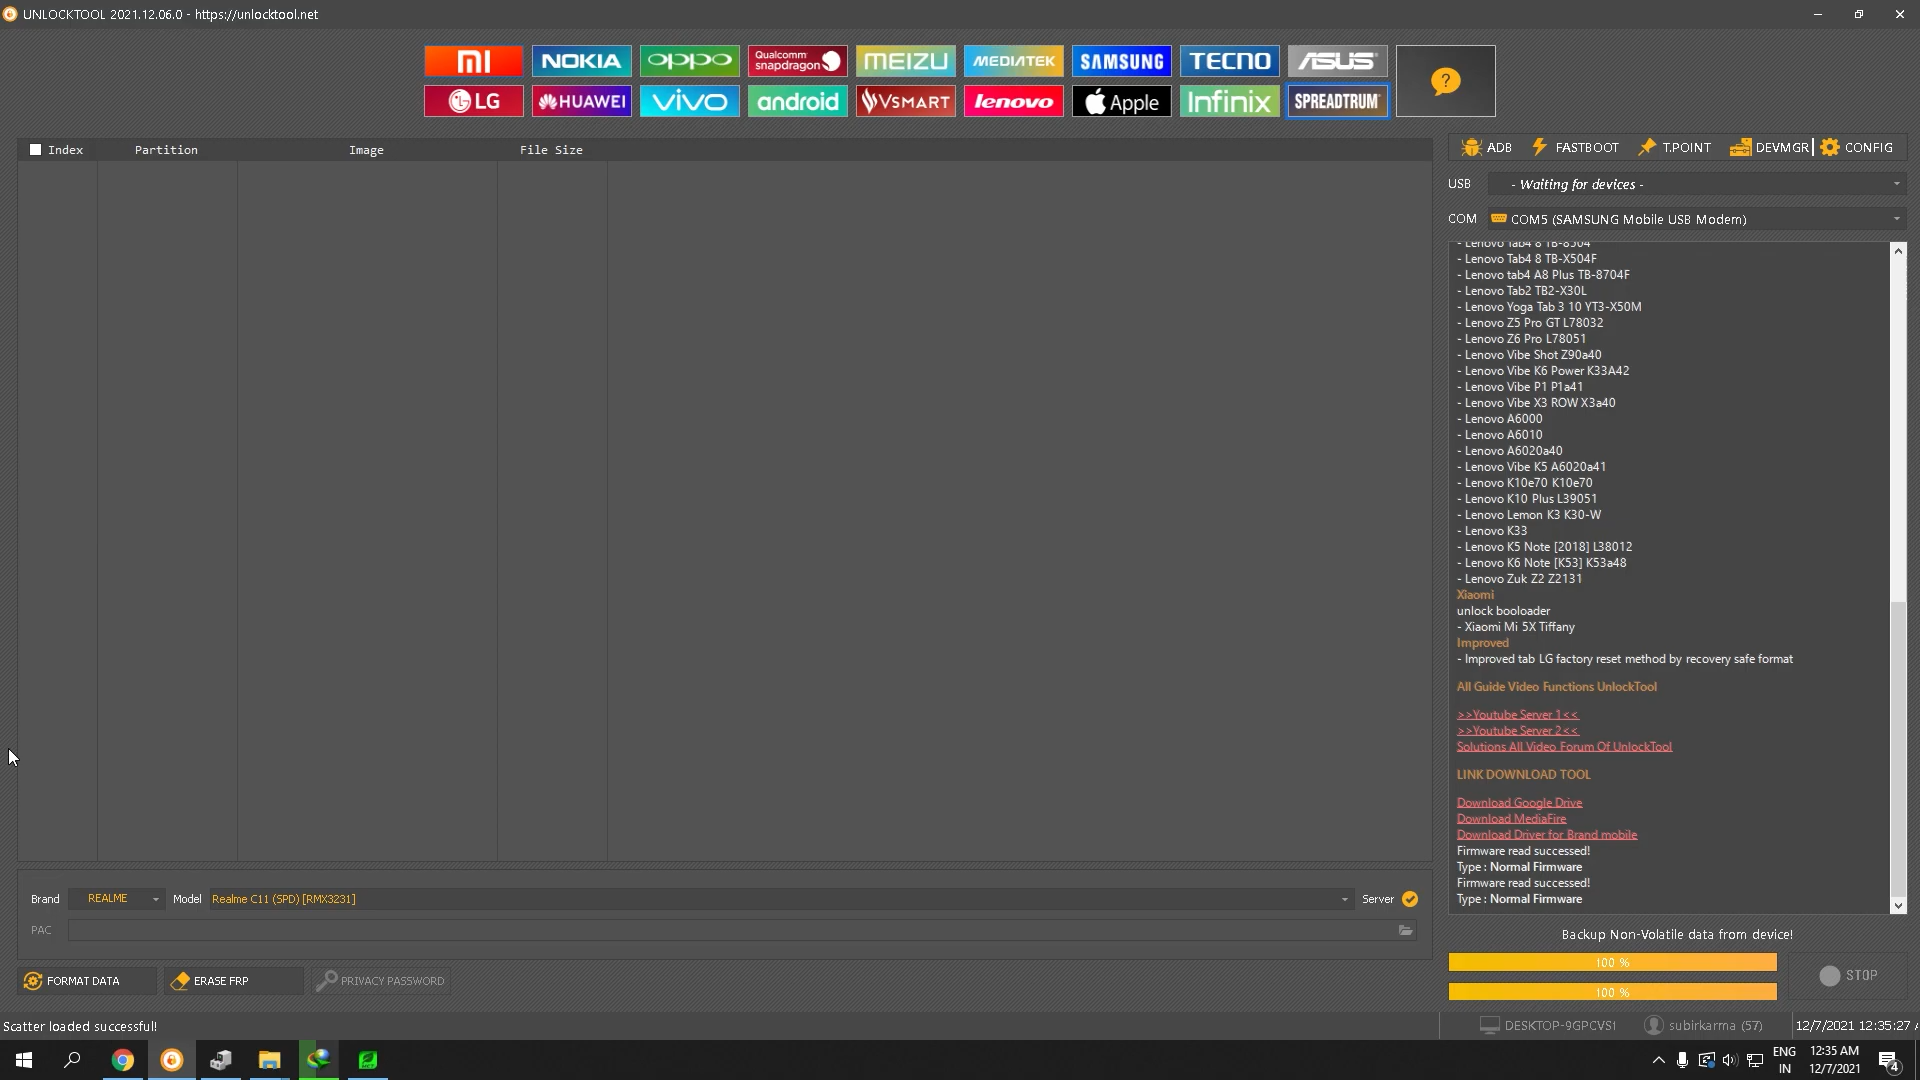 UNLOCKTOOL 2021.12.06.0 - https://unlocktool.net
MI NOKIA oppo Qualcomm snapdragon MEIZU MEDIATEK SAMSUNG TECNO ASUS ?
LG HUAWEI vivo android VSMART lenovo Apple Infinix SPREADTRUM
Index Partition Image File Size
ADB FASTBOOT T.POINT DEVMGR CONFIG
USB - Waiting for devices -
COM COM5 (SAMSUNG Mobile USB Modem)
- Lenovo Tab4 8 TB-8504
- Lenovo Tab4 8 TB-X504F
- Lenovo tab4 A8 Plus TB-8704F
- Lenovo Tab2 TB2-X30L
- Lenovo Yoga Tab 3 10 YT3-X50M
- Lenovo Z5 Pro GT L78032
- Lenovo Z6 Pro L78051
- Lenovo Vibe Shot Z90a40
- Lenovo Vibe K6 Power K33A42
- Lenovo Vibe P1 P1a41
- Lenovo Vibe X3 ROW X3a40
- Lenovo A6000
- Lenovo A6010
- Lenovo A6020a40
- Lenovo Vibe K5 A6020a41
- Lenovo K10e70 K10e70
- Lenovo K10 Plus L39051
- Lenovo Lemon K3 K30-W
- Lenovo K33
- Lenovo K5 Note [2018] L38012
- Lenovo K6 Note [K53] K53a48
- Lenovo Zuk Z2 Z2131
Xiaomi
unlock booloader
- Xiaomi Mi 5X Tiffany
Improved
- Improved tab LG factory reset method by recovery safe format
All Guide Video Functions UnlockTool
>>Youtube Server 1<<
>>Youtube Server 2<<
Solutions All Video Forum Of UnlockTool
LINK DOWNLOAD TOOL
Download Google Drive
Download MediaFire
Download Driver for Brand mobile
Firmware read successed!
Type : Normal Firmware
Firmware read successed!
Type : Normal Firmware
Brand REALME Model Realme C11 (SPD) [RMX3231] Server
PAC
Backup Non-Volatile data from device!
100 %
100 %
STOP
FORMAT DATA ERASE FRP PRIVACY PASSWORD
Scatter loaded successful!
DESKTOP-9GPCVS1 subirkarma (57) 12/7/2021 12:35:27
ENG
IN
12:35 AM
12/7/2021
4